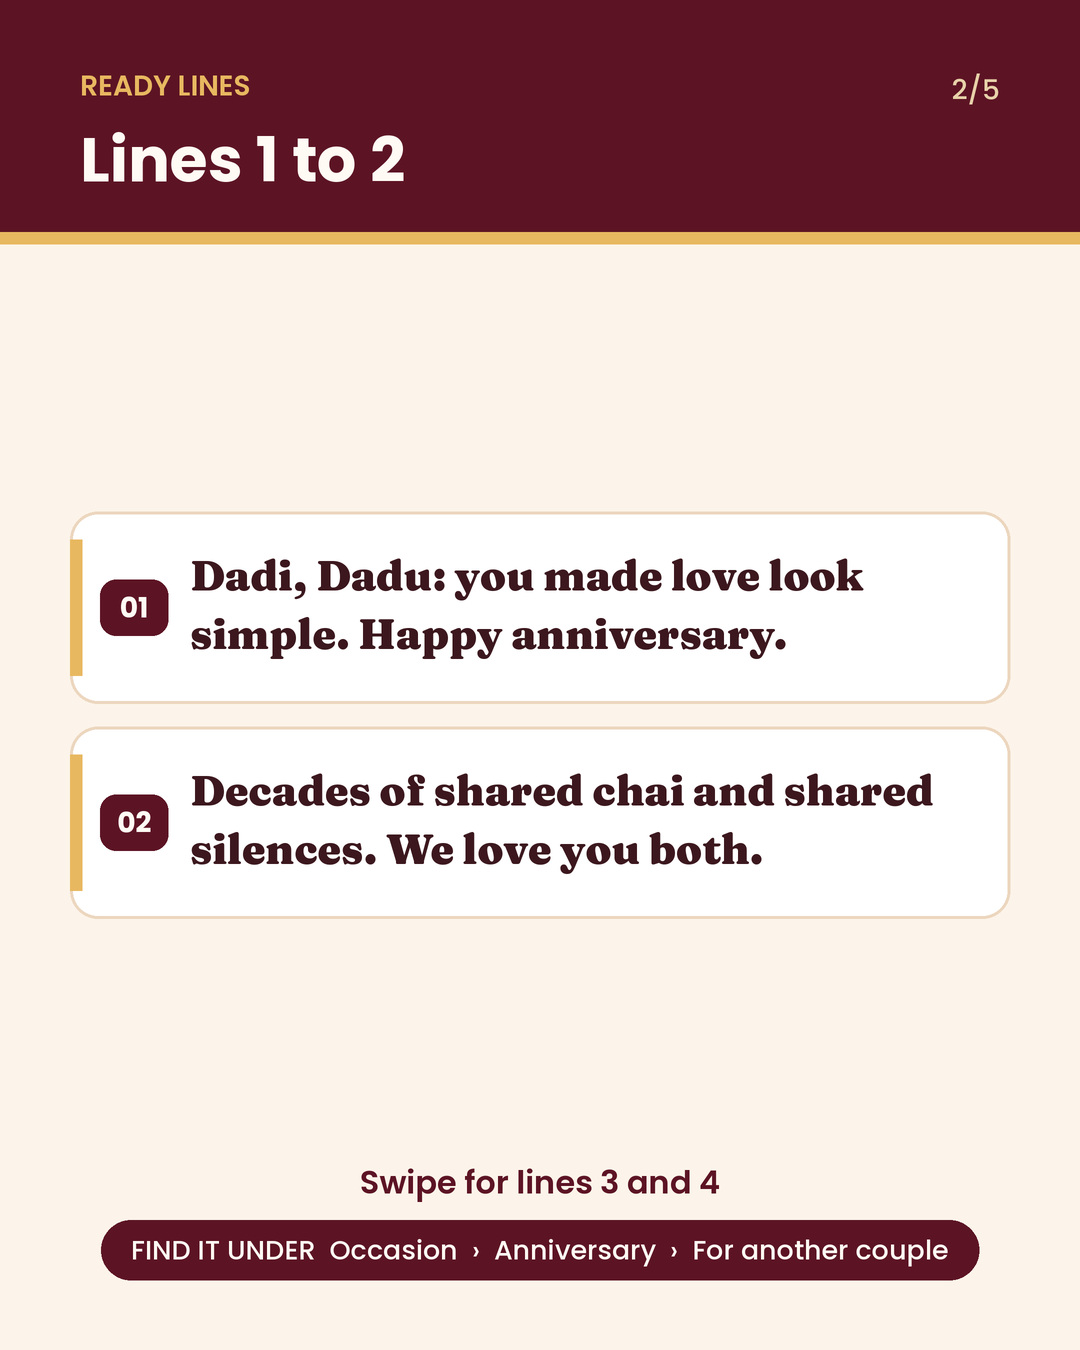 READY LINES
2/5
Lines 1 to 2
01
Dadi, Dadu: you made love look
simple. Happy anniversary.
02
Decades of shared chai and shared
silences. We love you both.
Swipe for lines 3 and 4
FIND IT UNDER Occasion › Anniversary › For another couple